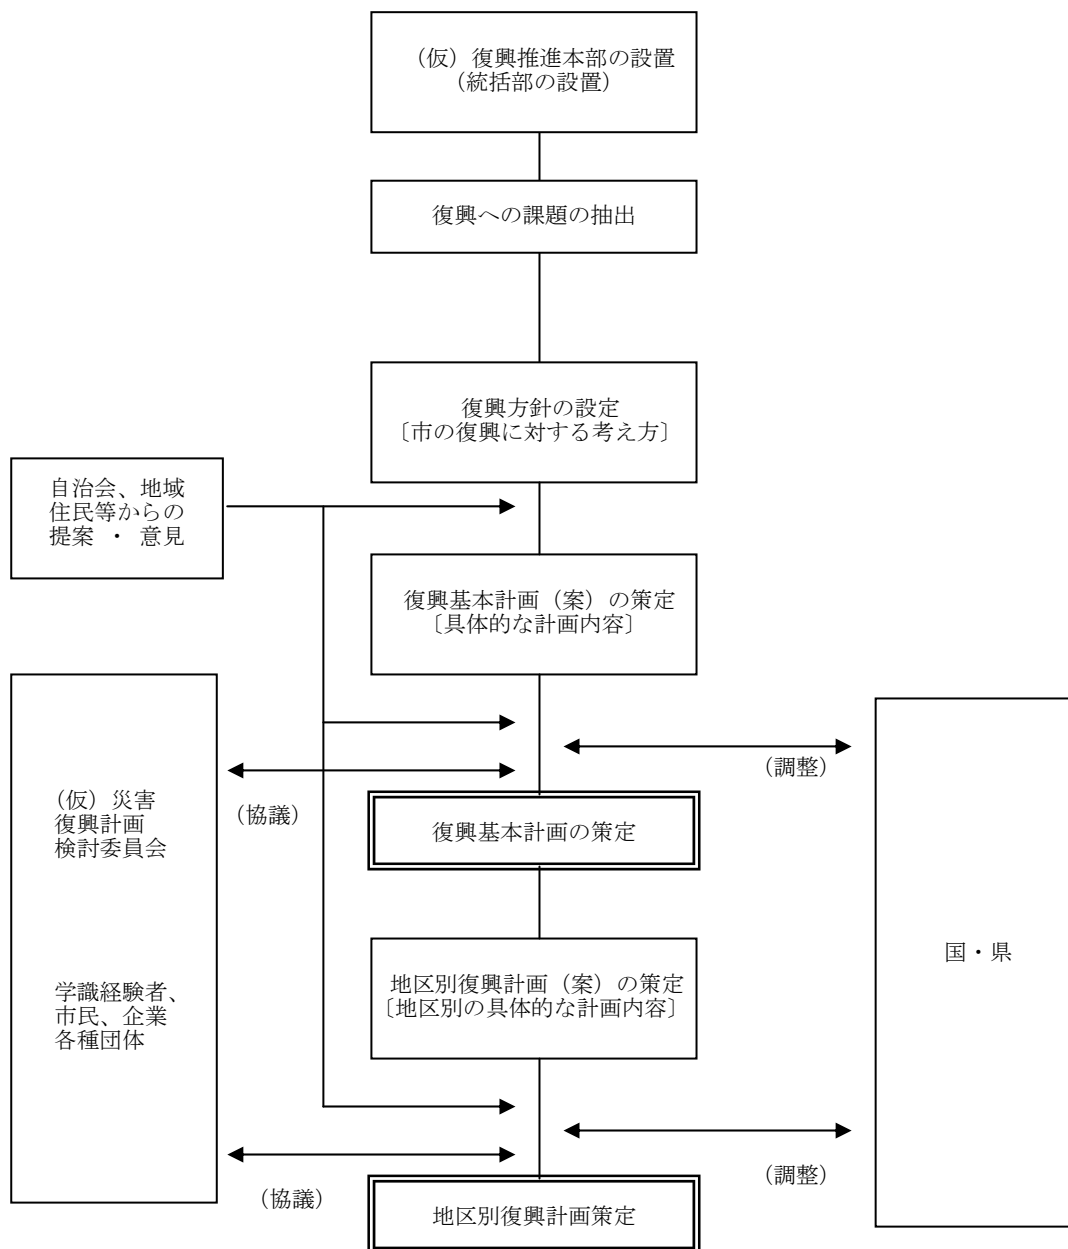 （仮）復興推進本部の設置
（統括部の設置）
復興への課題の抽出
復興方針の設定
〔市の復興に対する考え方〕
自治会、地域
住民等からの
提案 ・ 意見
復興基本計画（案）の策定
〔具体的な計画内容〕
（調整）
（協議）
（仮）災害
復興計画
検討委員会
復興基本計画の策定
国・県
地区別復興計画（案）の策定
〔地区別の具体的な計画内容〕
学識経験者、
市民、企業
各種団体
（調整）
（協議）
地区別復興計画策定